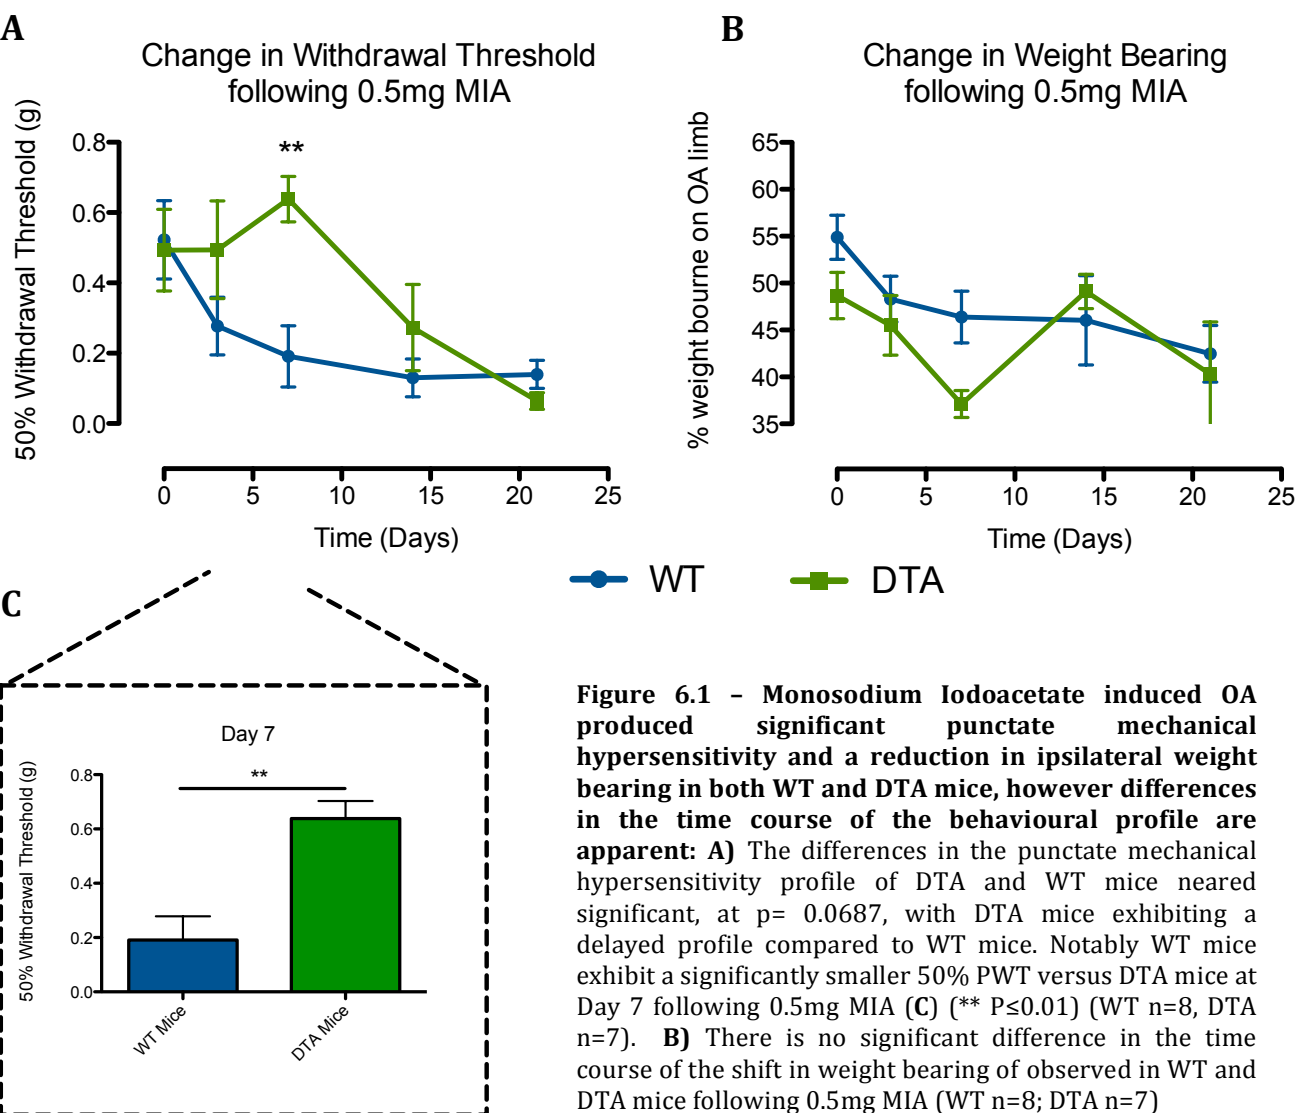 A
Change in Withdrawal Threshold
following 0.5mg MIA
50% Withdrawal Threshold (g)
**
0.8
0.6
0.4
0.2
0.0
0 5 10 15 20 25
Time (Days)
B
Change in Weight Bearing
following 0.5mg MIA
% weight bourne on OA limb
65
60
55
50
45
40
35
0 5 10 15 20 25
Time (Days)
WT DTA
C
Day 7
50% Withdrawal Threshold (g)
**
0.8
0.6
0.4
0.2
0.0
WT Mice
DTA Mice
Figure 6.1 – Monosodium Iodoacetate induced OA
produced significant punctate mechanical
hypersensitivity and a reduction in ipsilateral weight
bearing in both WT and DTA mice, however differences
in the time course of the behavioural profile are
apparent: A) The differences in the punctate mechanical
hypersensitivity profile of DTA and WT mice neared
significant, at p= 0.0687, with DTA mice exhibiting a
delayed profile compared to WT mice. Notably WT mice
exhibit a significantly smaller 50% PWT versus DTA mice at
Day 7 following 0.5mg MIA (C) (** P≤0.01) (WT n=8, DTA
n=7). B) There is no significant difference in the time
course of the shift in weight bearing of observed in WT and
DTA mice following 0.5mg MIA (WT n=8; DTA n=7)